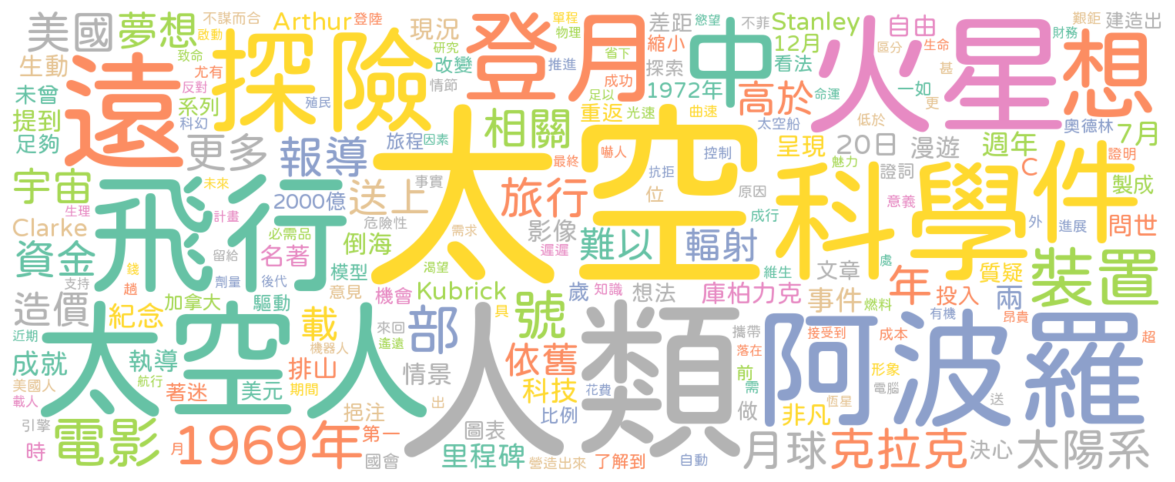 美國
夢想
不謀而合
Arthur
登陸
現況
單程
慾望
差距
不菲
Stanley
自由
艱鉅
建造出
啟動
登月
物理
縮小
12月
區分
財務
生動
致命
改變
研究
省下
中
看法
生命
遠
尤有
探險
情節
推進
成功
探索
1972年
火星
甚
想
未曾
反對
系列
殖民
足以
重返
光速
高於
命運
一如
更
提到
科幻
相關
曲速
太空船
低於
奧德林
7月
足夠
更多
報導
旅程
因素
太空
嚇人
呈現
20日
漫遊
週年
最終
控制
魅力
證明
宇宙
未來
事實
抗拒
證詞
C
件
飛行
送上
旅行
位
原因
科學
製成
生理
計畫
2000億
意義
外
進展
Clarke
危險性
影像
成行
問世
留給
必需品
倒海
需求
遲遲
難以
輻射
處
資金
名著
支持
錢
劑量
後代
模型
渴望
維生
文章
質疑
裝置
造價
趙
加拿大
意見
機會
Kubrick
歲
知識
想法
庫柏力克
事件
燃料
年
投入
兩
紀念
驅動
具
有機
昂貴
近期
太空人
載
來回
部
號
人類
攜帶
阿波羅
接受到
成本
超
成就
執導
機器人
遙遠
依舊
落在
前
形象
美國人
航行
排山
情景
載人
著迷
美元
期間
科技
花費
需
電腦
引擎
挹注
出
比例
做
非凡
恆星
送
電影
時
月
1969年
第一
圖表
里程碑
月球
克拉克
決心
太陽系
國會
營造出來
了解到
自動